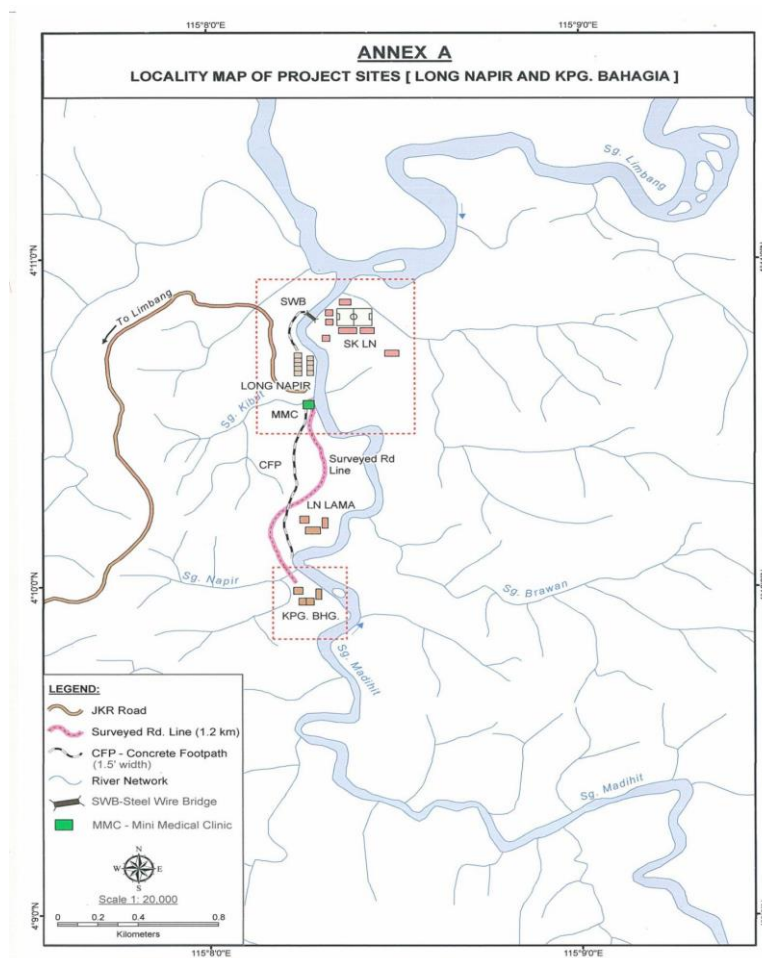 115°8'0"E
115°9'0"E
ANNEX A
LOCALITY MAP OF PROJECT SITES [ LONG NAPIR AND KPG. BAHAGIA ]
Sg. Limbang
4°11'0"N
To Limbang
SWB
SK LN
LONG NAPIR
Sg. Kibat
MMC
CFP
Surveyed Rd
Line
LN LAMA
Sg. Napir
Sg. Brawan
4°10'0"N
KPG. BHG.
Sg. Madihit
LEGEND:
JKR Road
Surveyed Rd. Line (1.2 km)
CFP - Concrete Footpath
(1.5' width)
River Network
SWB-Steel Wire Bridge
MMC - Mini Medical Clinic
Sg. Madihit
N
W E
S
Scale 1: 20,000
0 0.2 0.4 0.8
Kilometers
4°9'0"N
115°8'0"E
115°9'0"E